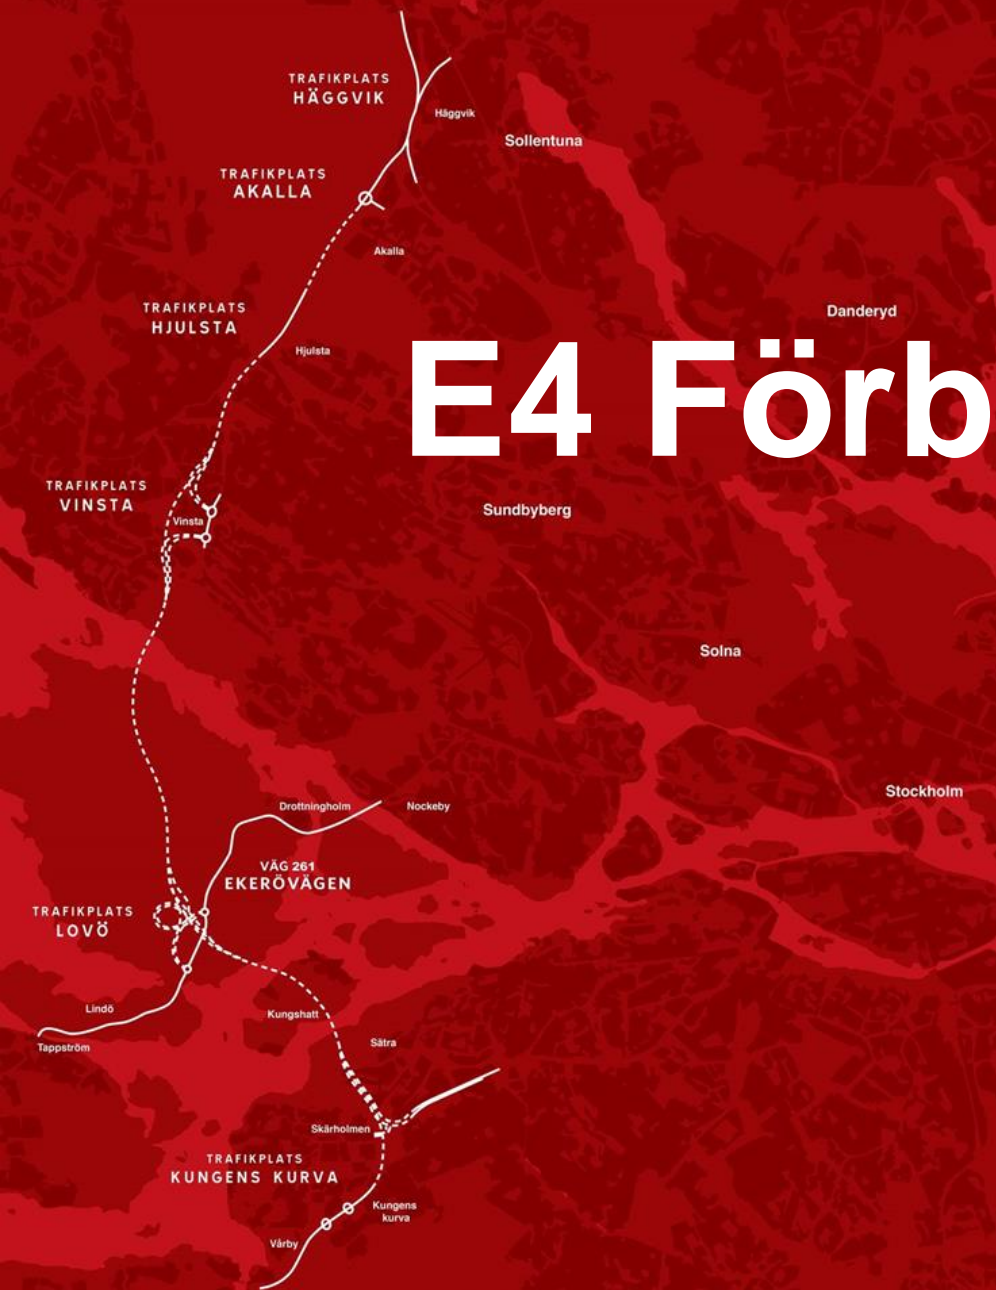 TRAFIKPLATS
HÄGGVIK
Häggvik
Sollentuna
TRAFIKPLATS
AKALLA
Akalla
TRAFIKPLATS
HJULSTA
Danderyd
Hjulsta
E4 Förb
TRAFIKPLATS
VINSTA
Vinsta
Sundbyberg
Solna
Stockholm
Drottningholm
Nockeby
VÄG 261
EKERÖVÄGEN
TRAFIKPLATS
LOVÖ
Lindö
Kungshatt
Tappström
Sätra
Skärholmen
TRAFIKPLATS
KUNGENS KURVA
Kungens
kurva
Vårby